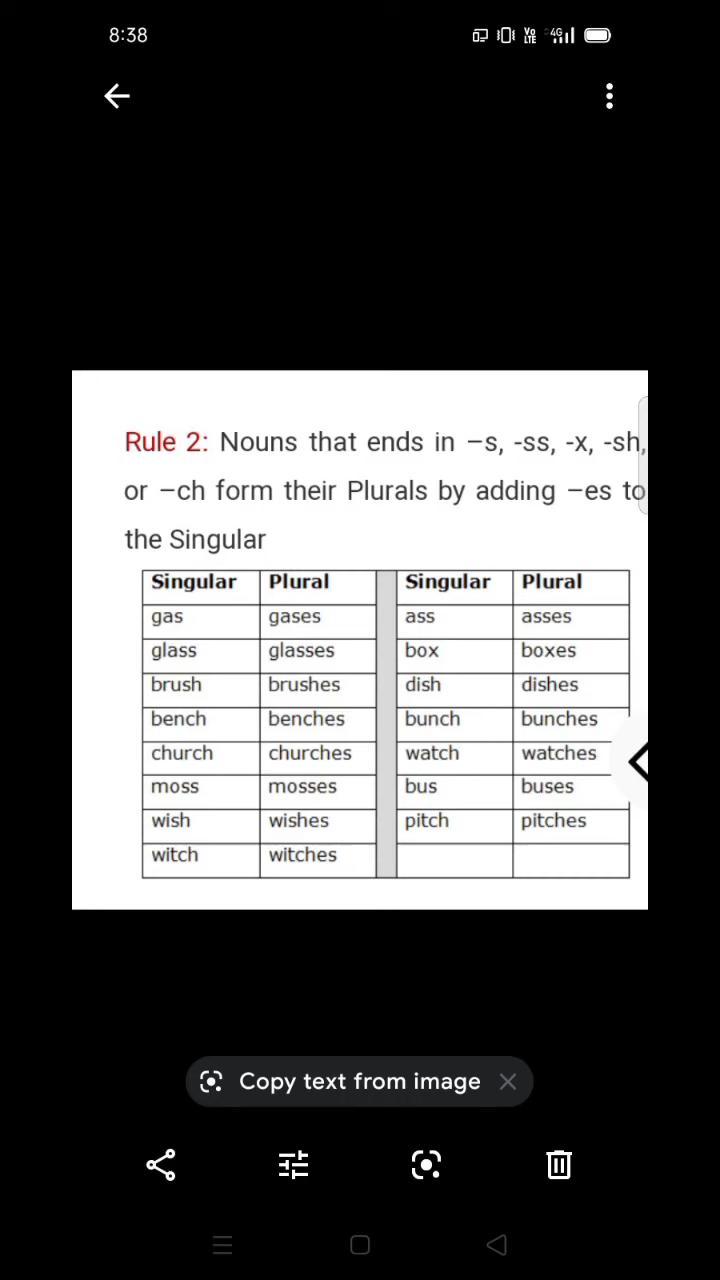 8:38
Vo LTE 4G
Rule 2: Nouns that ends in –s, -ss, -x, -sh,
or –ch form their Plurals by adding –es to
the Singular
Singular Plural Singular Plural
gas gases ass asses
glass glasses box boxes
brush brushes dish dishes
bench benches bunch bunches
church churches watch watches
moss mosses bus buses
wish wishes pitch pitches
witch witches
Copy text from image